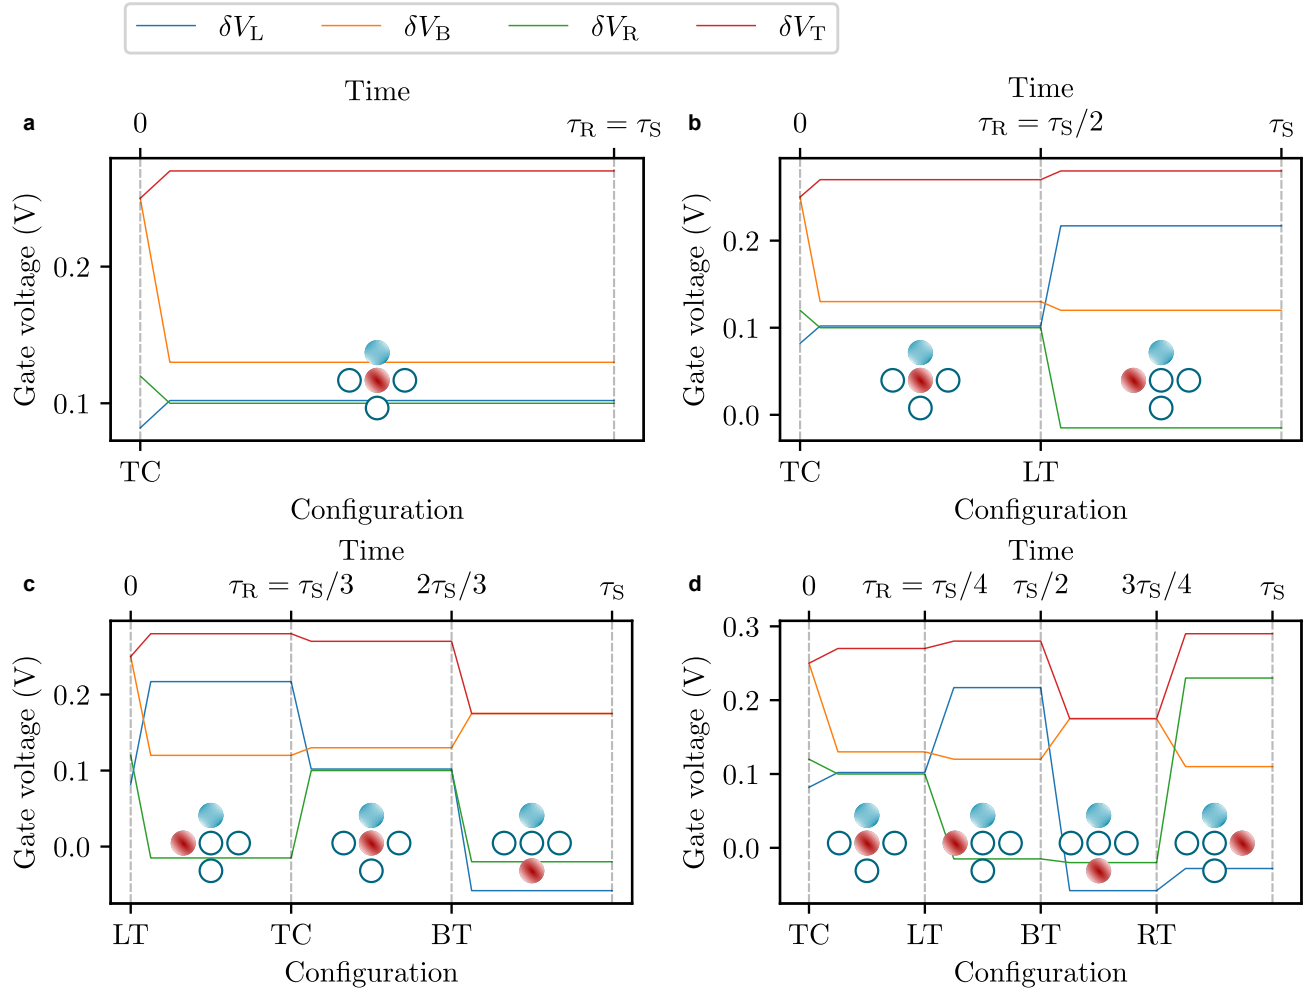 δV_L δV_B δV_R δV_T
a
Time
0 τ_R = τ_S
Gate voltage (V)
0.2
0.1
TC
Configuration
b
Time
0 τ_R = τ_S/2 τ_S
Gate voltage (V)
0.2
0.1
0.0
TC LT
Configuration
c
Time
0 τ_R = τ_S/3 2τ_S/3 τ_S
Gate voltage (V)
0.2
0.1
0.0
LT TC BT
Configuration
d
Time
0 τ_R = τ_S/4 τ_S/2 3τ_S/4 τ_S
Gate voltage (V)
0.3
0.2
0.1
0.0
TC LT BT RT
Configuration